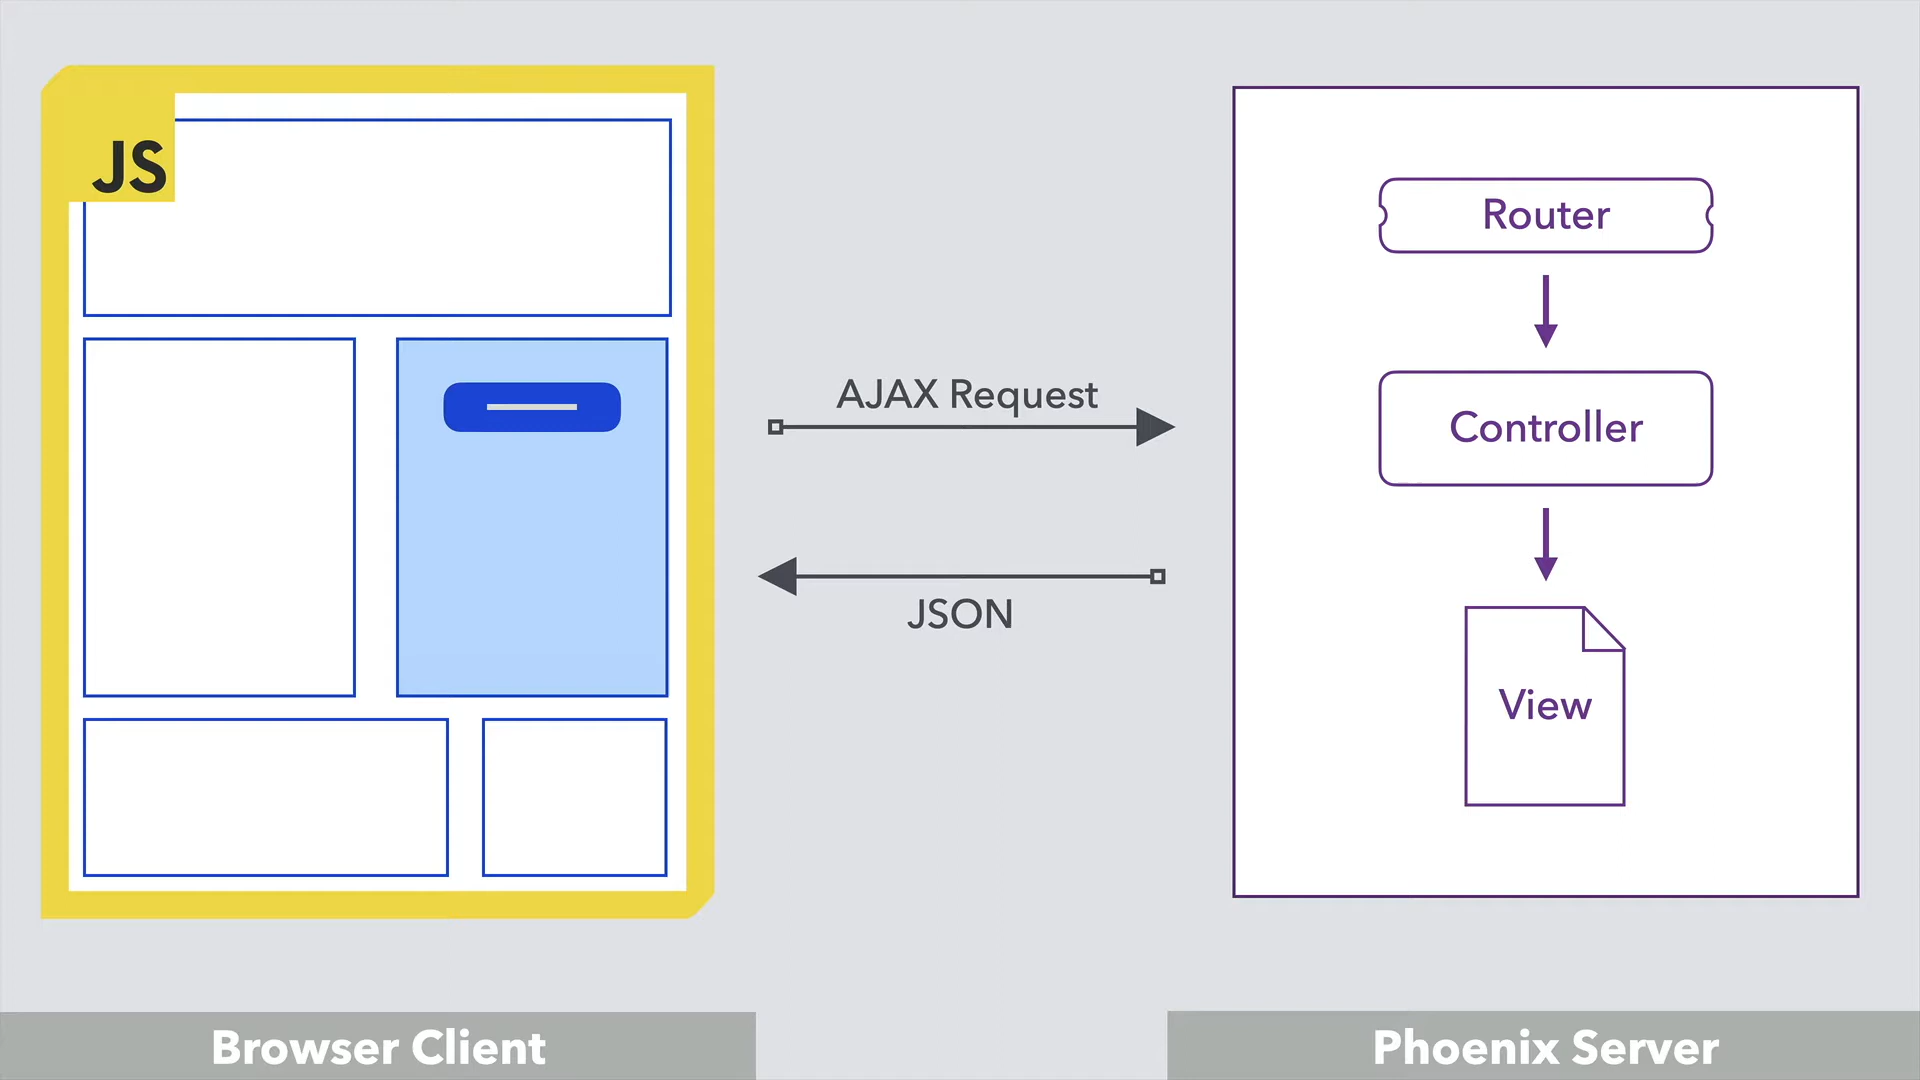 JS
AJAX Request
JSON
Router
Controller
View
Browser Client
Phoenix Server